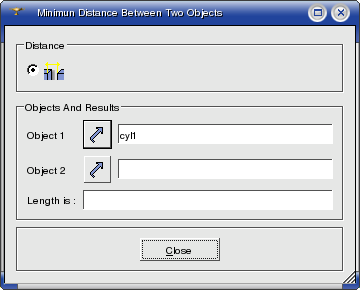 Minimun Distance Between Two Objects
Distance
Objects And Results
Object 1
cyl1
Object 2
Length is :
Close